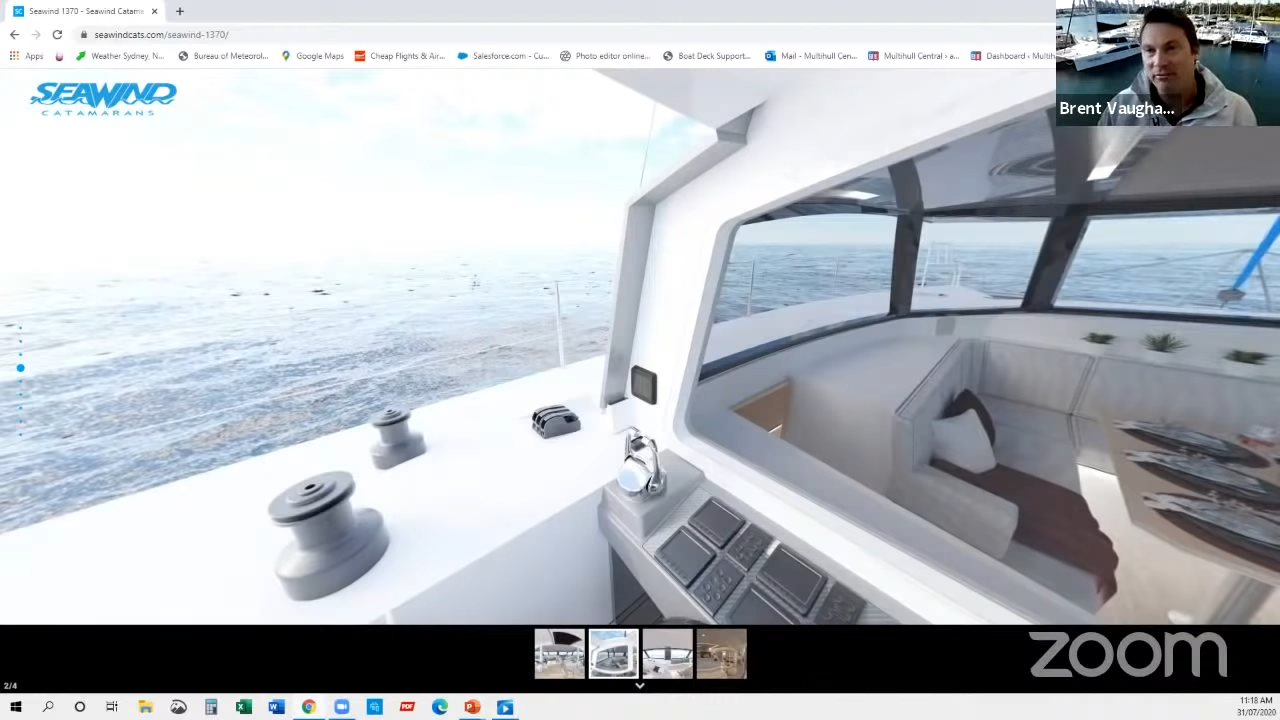 Seawind 1370 - Seawind Catama
seawindcats.com/seawind-1370/
Apps
Weather Sydney, N...
Bureau of Meteorol...
Google Maps
Cheap Flights & Air...
Salesforce.com - Cu...
Photo editor online...
Boat Deck Support...
Mail - Multihull Cen...
Multihull Central › a...
Dashboard ‹ Multih
Brent Vaugha...
SEAWIND
CATAMARANS
zoom
2/4
11:18 AM
31/07/2020